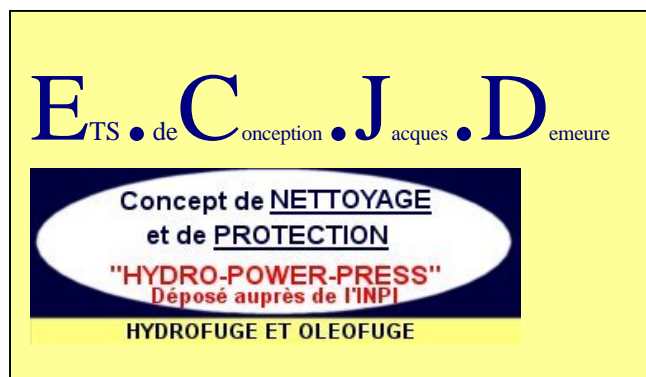 ETS • de Conception • Jacques • Demeure
Concept de NETTOYAGE
et de PROTECTION
"HYDRO-POWER-PRESS"
Déposé auprès de l'INPI
HYDROFUGE ET OLEOFUGE